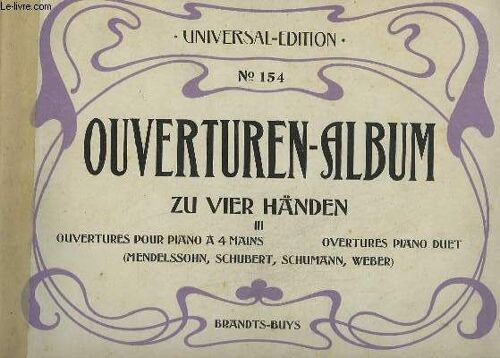 Le-livre.com
· UNIVERSAL-EDITION ·
No 154
OUVERTUREN-ALBUM
ZU VIER HÄNDEN
III
OUVERTURES POUR PIANO À 4 MAINS OVERTURES PIANO DUET
(MENDELSSOHN, SCHUBERT, SCHUMANN, WEBER)
BRANDTS-BUYS